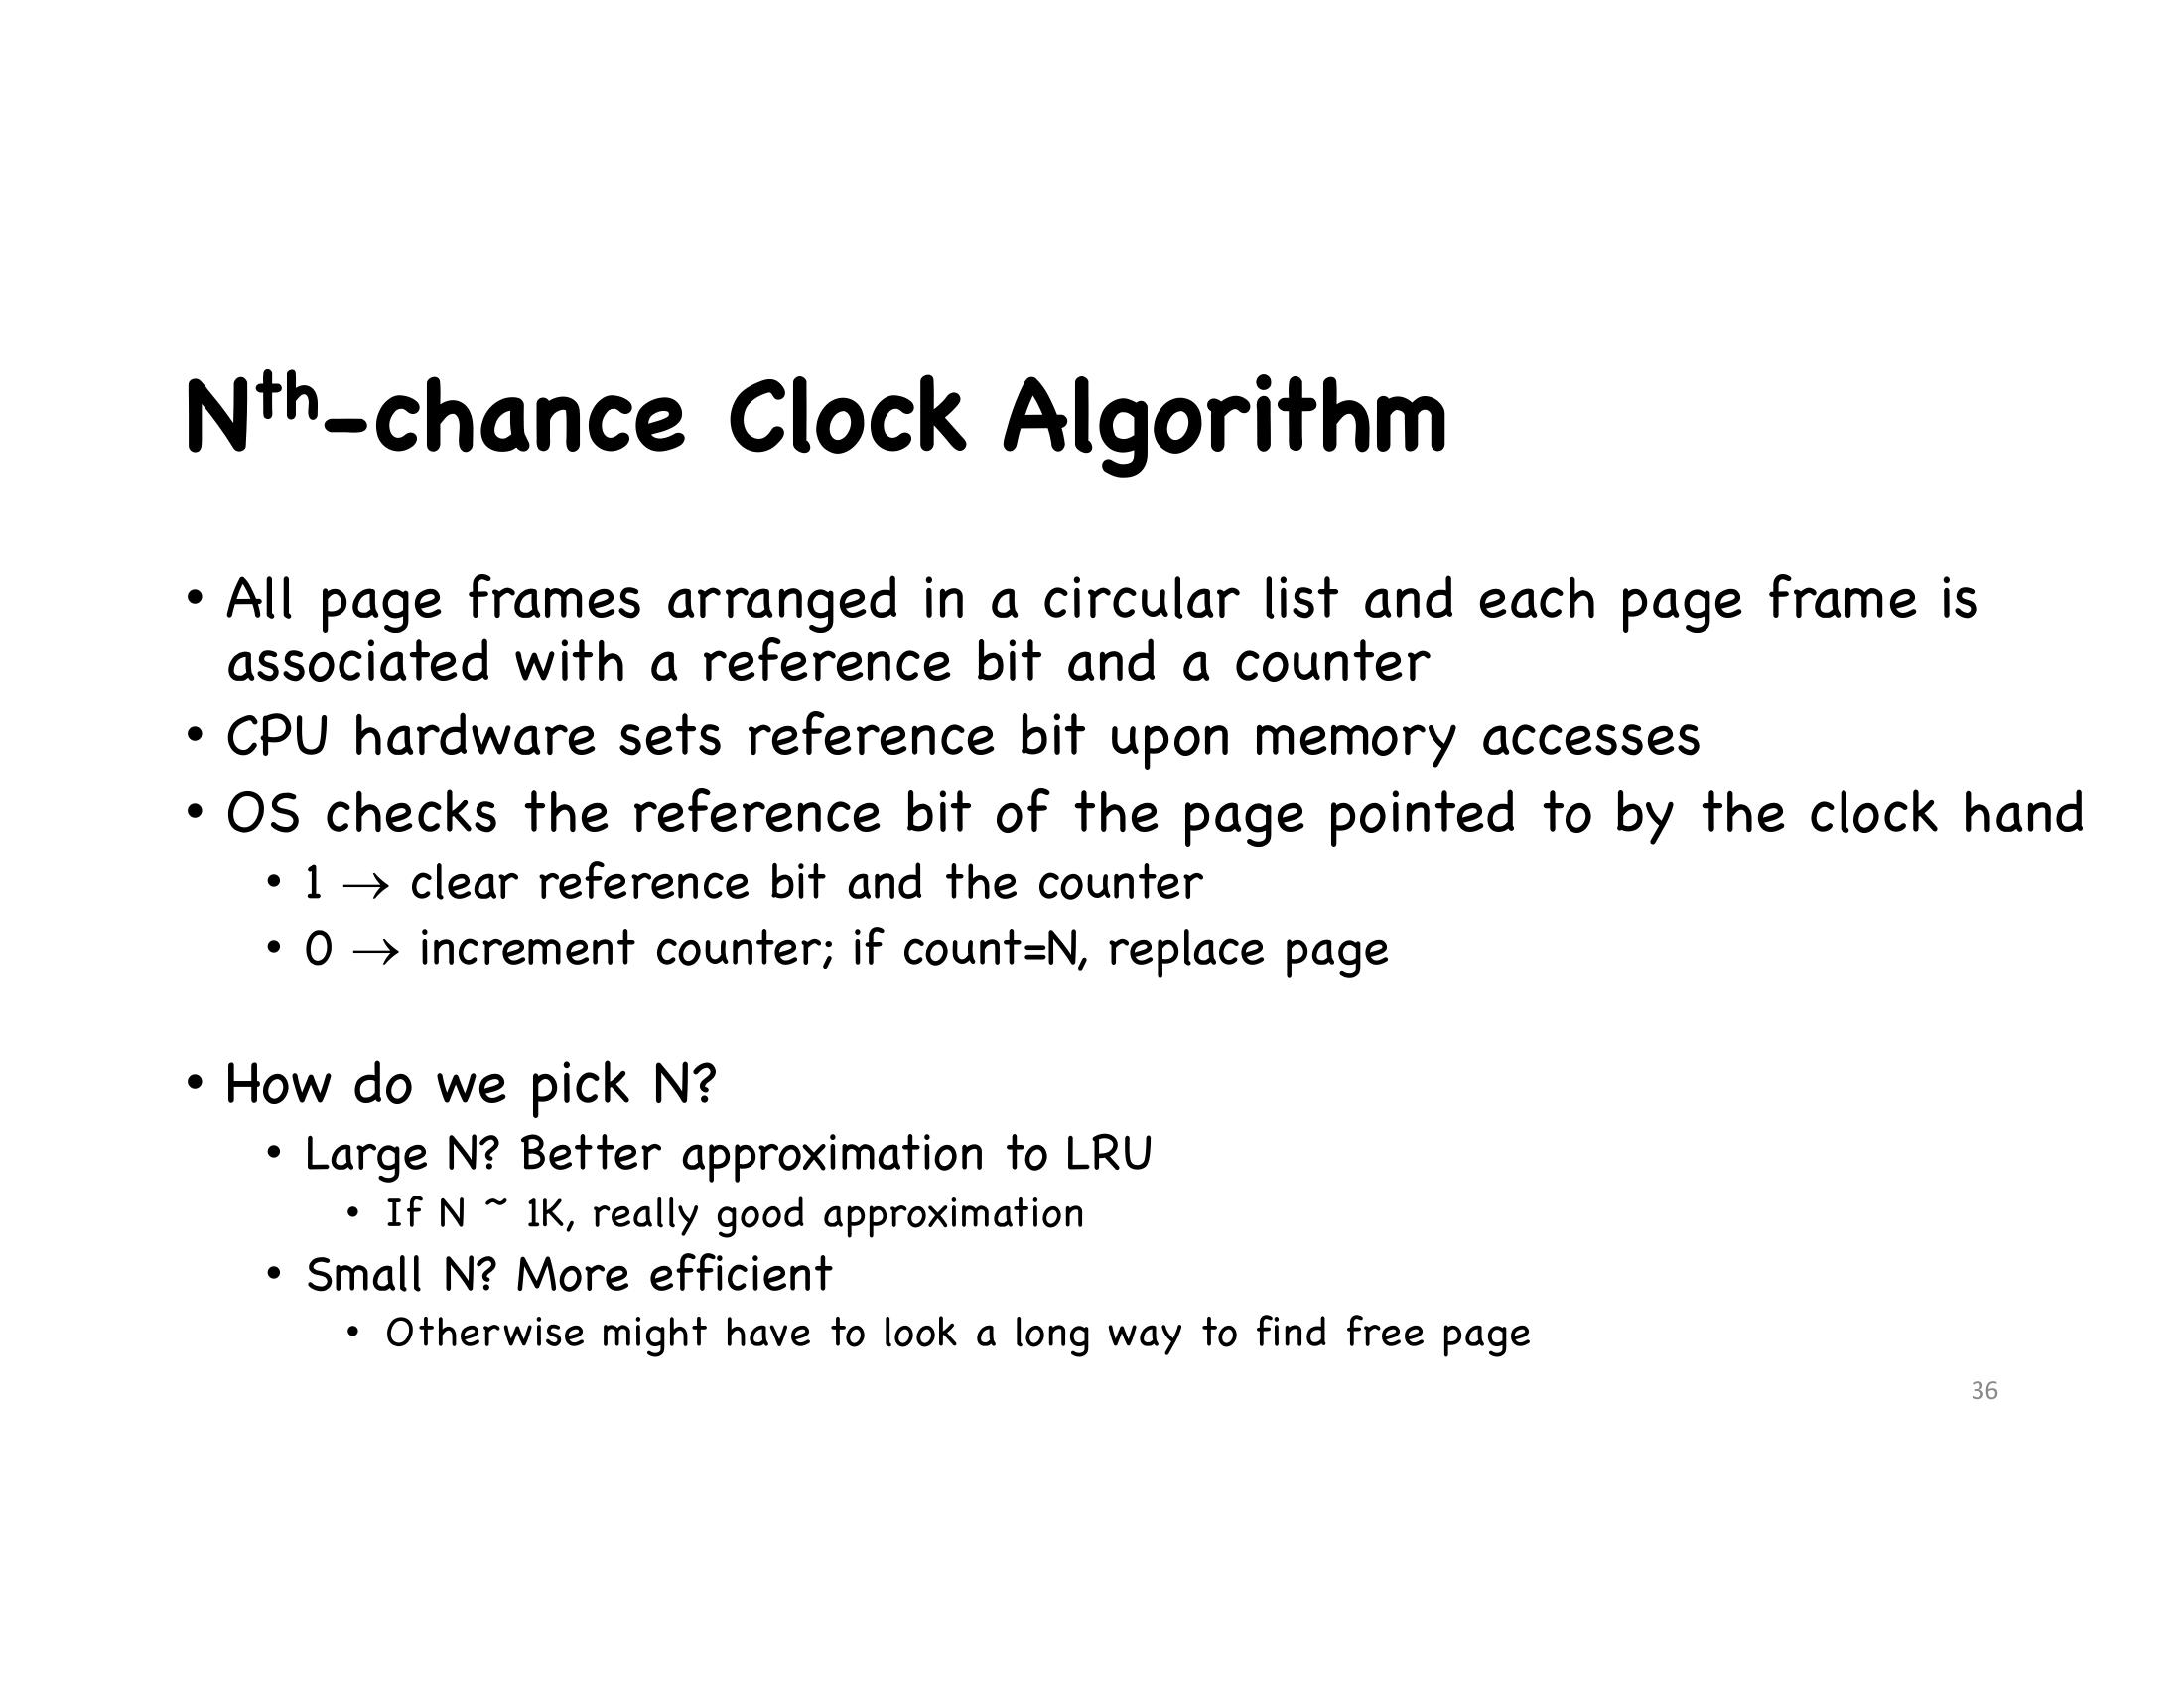 Nth-chance Clock Algorithm
• All page frames arranged in a circular list and each page frame is
associated with a reference bit and a counter
• CPU hardware sets reference bit upon memory accesses
• OS checks the reference bit of the page pointed to by the clock hand
• 1 → clear reference bit and the counter
• 0 → increment counter; if count=N, replace page
• How do we pick N?
• Large N? Better approximation to LRU
• If N ~ 1K, really good approximation
• Small N? More efficient
• Otherwise might have to look a long way to find free page
36